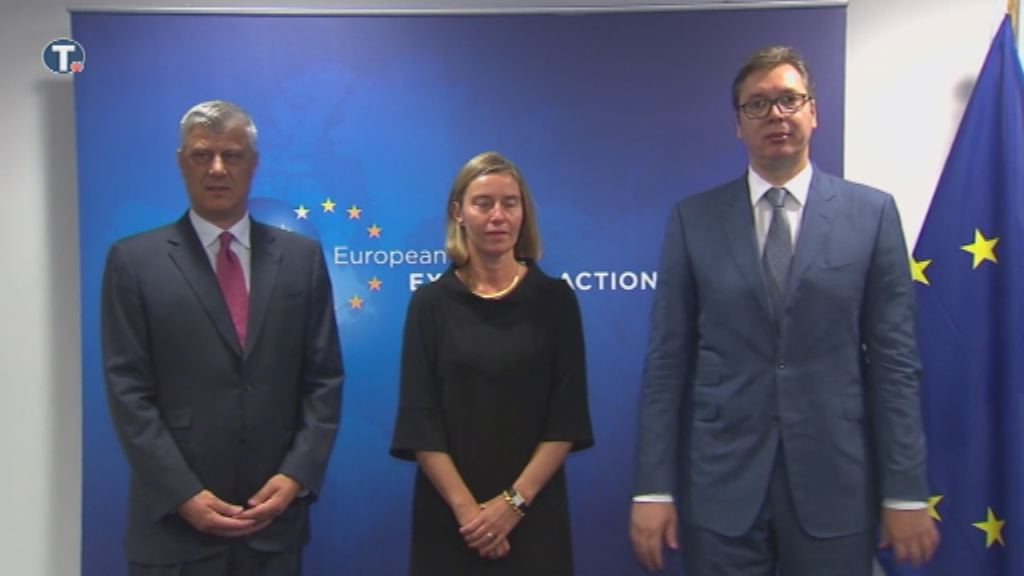 T.
European
EX
ACTION